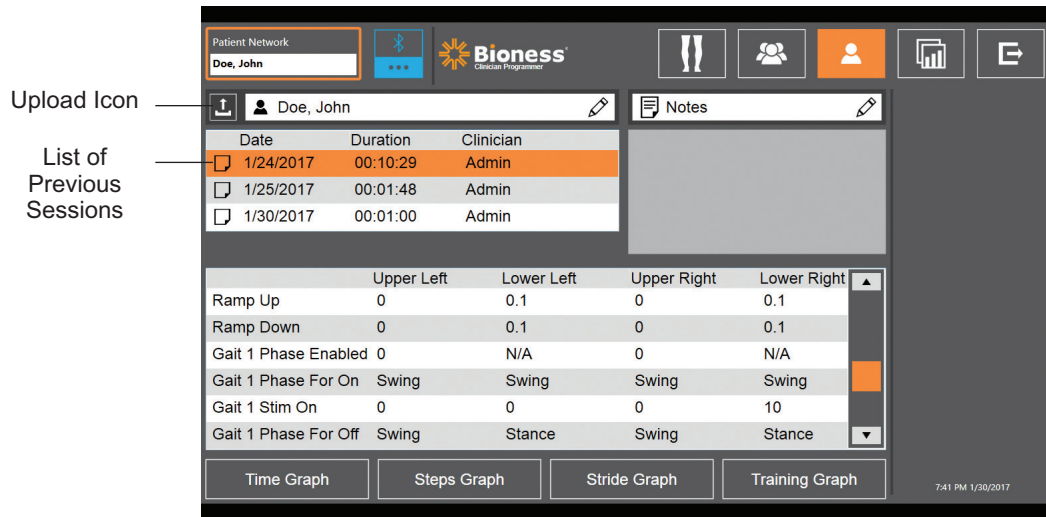 Patient Network
Doe, John
Bioness
Clinician Programmer
Upload Icon
Doe, John
Notes
List of
Previous
Sessions
Date Duration Clinician
1/24/2017 00:10:29 Admin
1/25/2017 00:01:48 Admin
1/30/2017 00:01:00 Admin
Upper Left Lower Left Upper Right Lower Right
Ramp Up 0 0.1 0 0.1
Ramp Down 0 0.1 0 0.1
Gait 1 Phase Enabled 0 N/A 0 N/A
Gait 1 Phase For On Swing Swing Swing Swing
Gait 1 Stim On 0 0 0 10
Gait 1 Phase For Off Swing Stance Swing Stance
Time Graph Steps Graph Stride Graph Training Graph
7:41 PM 1/30/2017